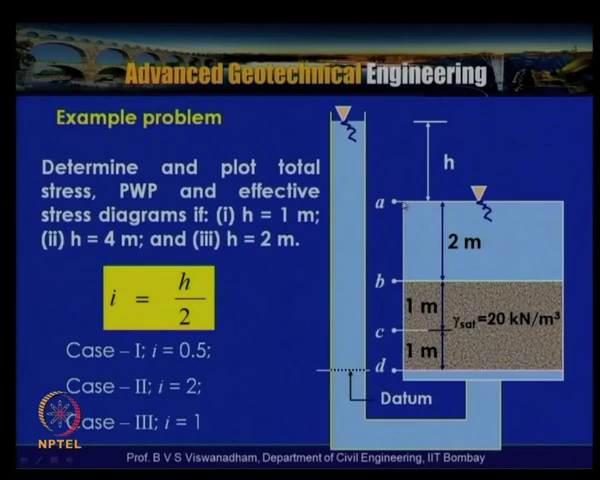 Advanced Geotechnical Engineering
Example problem
Determine and plot total
stress, PWP and effective
stress diagrams if: (i) h = 1 m;
(ii) h = 4 m; and (iii) h = 2 m.
i = h / 2
Case – I; i = 0.5;
Case – II; i = 2;
Case – III; i = 1
h
a
2 m
b
1 m
γsat=20 kN/m³
c
1 m
d
Datum
NPTEL
Prof. B V S Viswanadham, Department of Civil Engineering, IIT Bombay